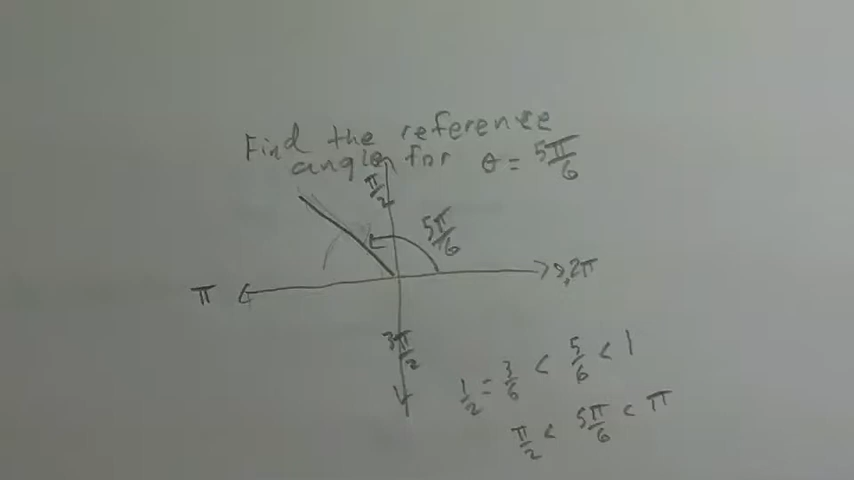 Find the reference
angle for θ = 5π/6
π/2
5π/6
π
0,2π
3π/2
1/2 = 3/6 < 5/6 < 1
π/2 < 5π/6 < π